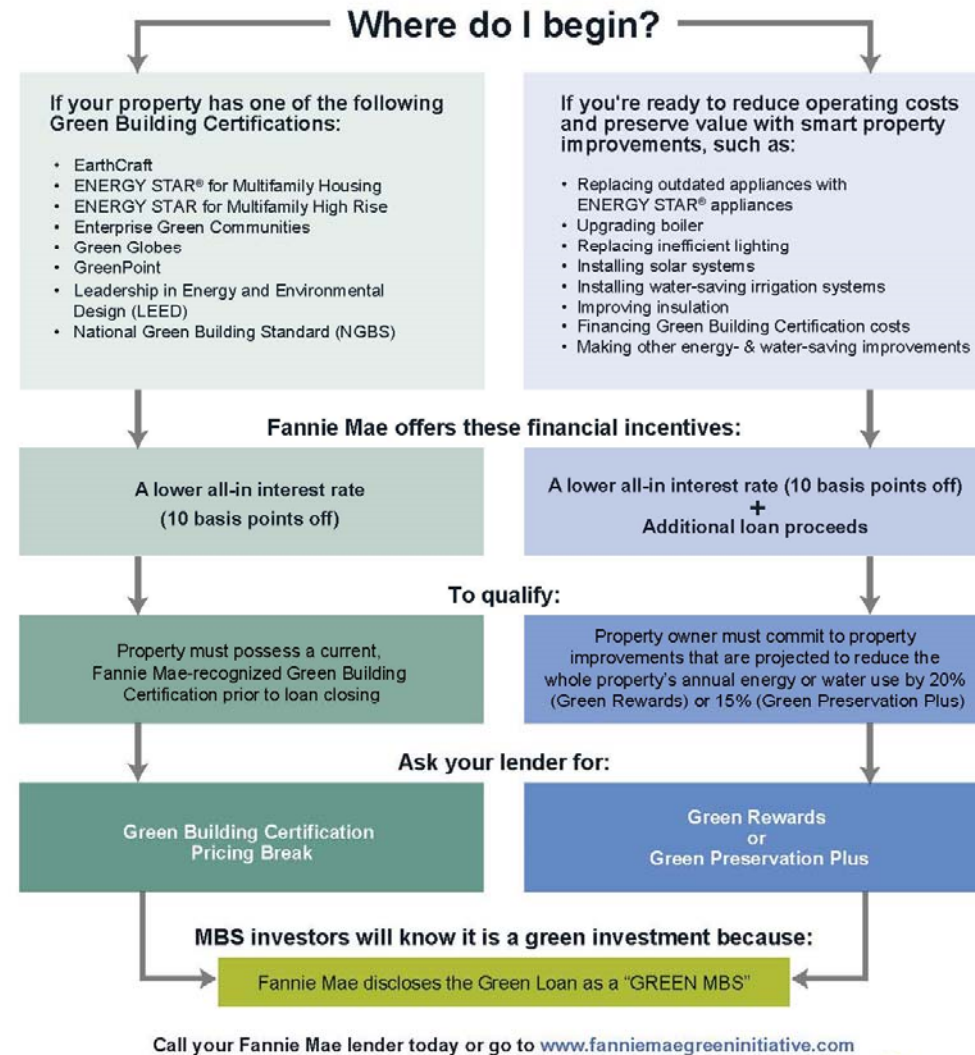 Where do I begin?
If your property has one of the following
Green Building Certifications:
• EarthCraft
• ENERGY STAR® for Multifamily Housing
• ENERGY STAR for Multifamily High Rise
• Enterprise Green Communities
• Green Globes
• GreenPoint
• Leadership in Energy and Environmental
Design (LEED)
• National Green Building Standard (NGBS)
If you're ready to reduce operating costs
and preserve value with smart property
improvements, such as:
• Replacing outdated appliances with
ENERGY STAR® appliances
• Upgrading boiler
• Replacing inefficient lighting
• Installing solar systems
• Installing water-saving irrigation systems
• Improving insulation
• Financing Green Building Certification costs
• Making other energy- & water-saving improvements
Fannie Mae offers these financial incentives:
A lower all-in interest rate
(10 basis points off)
A lower all-in interest rate (10 basis points off)
+
Additional loan proceeds
To qualify:
Property must possess a current,
Fannie Mae-recognized Green Building
Certification prior to loan closing
Property owner must commit to property
improvements that are projected to reduce the
whole property's annual energy or water use by 20%
(Green Rewards) or 15% (Green Preservation Plus)
Ask your lender for:
Green Building Certification
Pricing Break
Green Rewards
or
Green Preservation Plus
MBS investors will know it is a green investment because:
Fannie Mae discloses the Green Loan as a “GREEN MBS”
Call your Fannie Mae lender today or go to www.fanniemaegreeninitiative.com